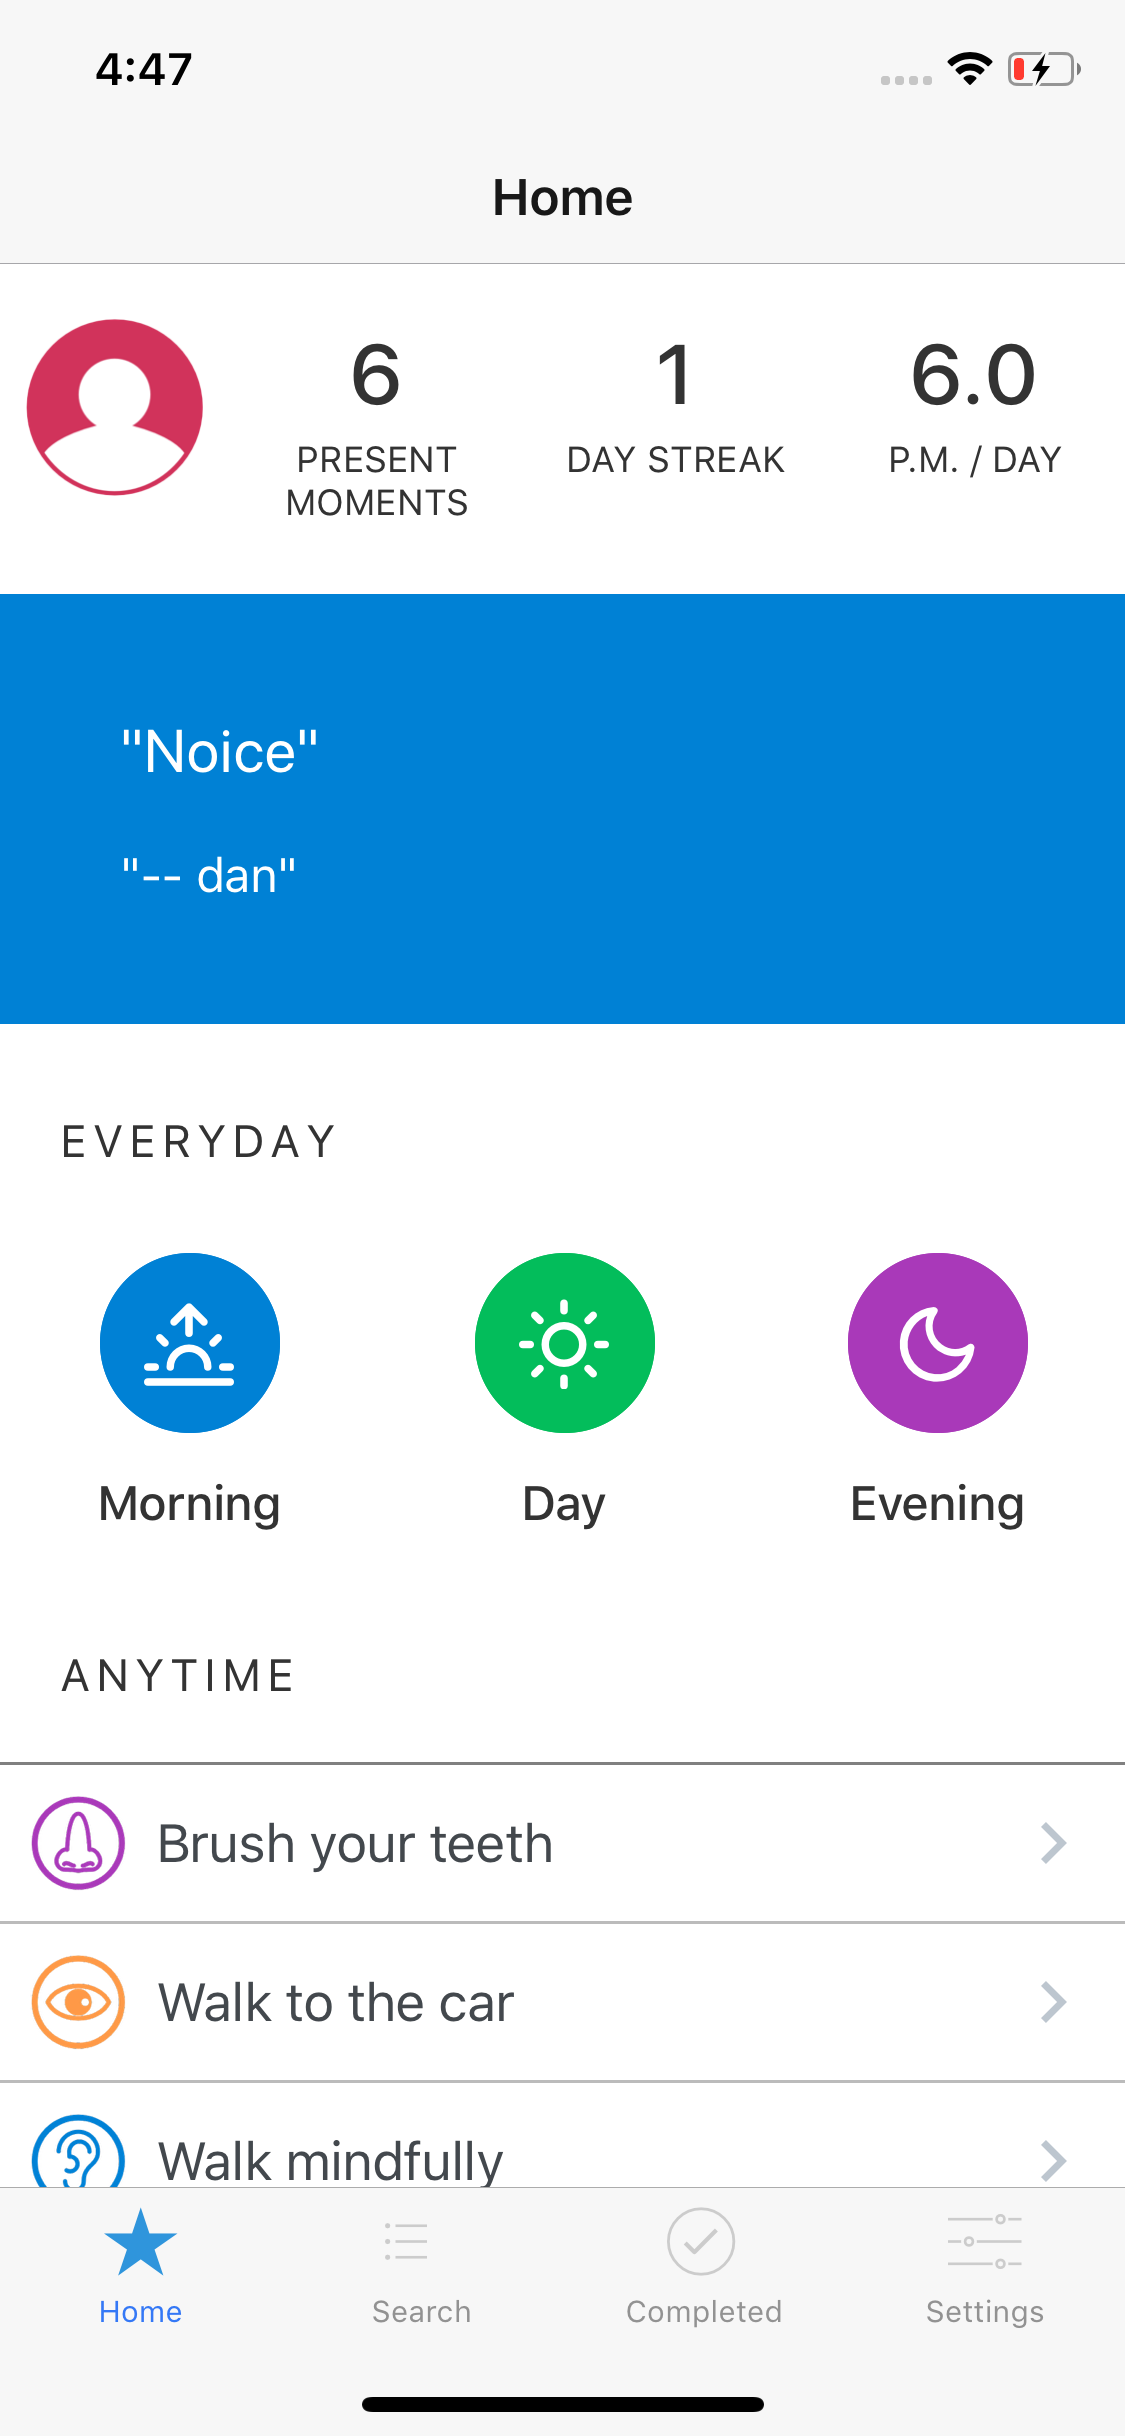 4:47
Home
6
1
6.0
PRESENT
MOMENTS
DAY STREAK
P.M. / DAY
"Noice"
"-- dan"
EVERYDAY
Morning
Day
Evening
ANYTIME
Brush your teeth
Walk to the car
Walk mindfully
Home
Search
Completed
Settings